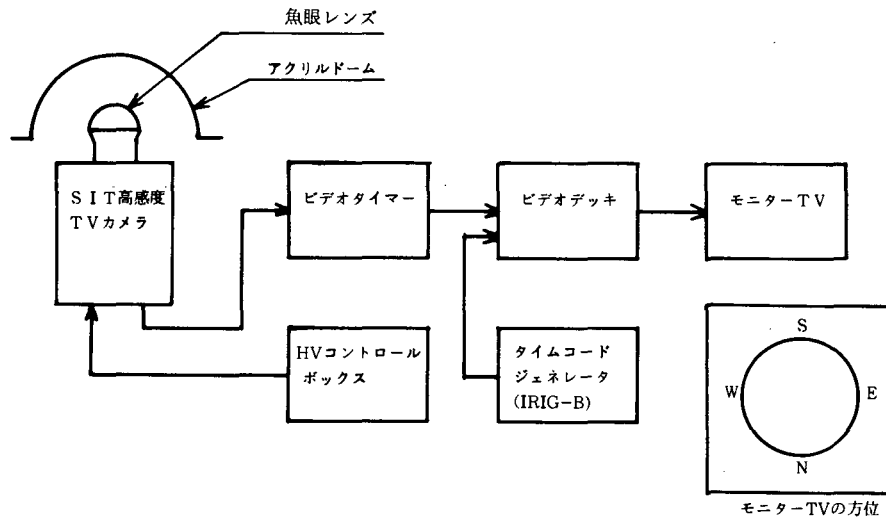 魚眼レンズ
アクリルドーム
SIT高感度
TVカメラ
ビデオタイマー
ビデオデッキ
モニターTV
HVコントロール
ボックス
タイムコード
ジェネレータ
(IRIG-B)
S
W
E
N
モニターTVの方位